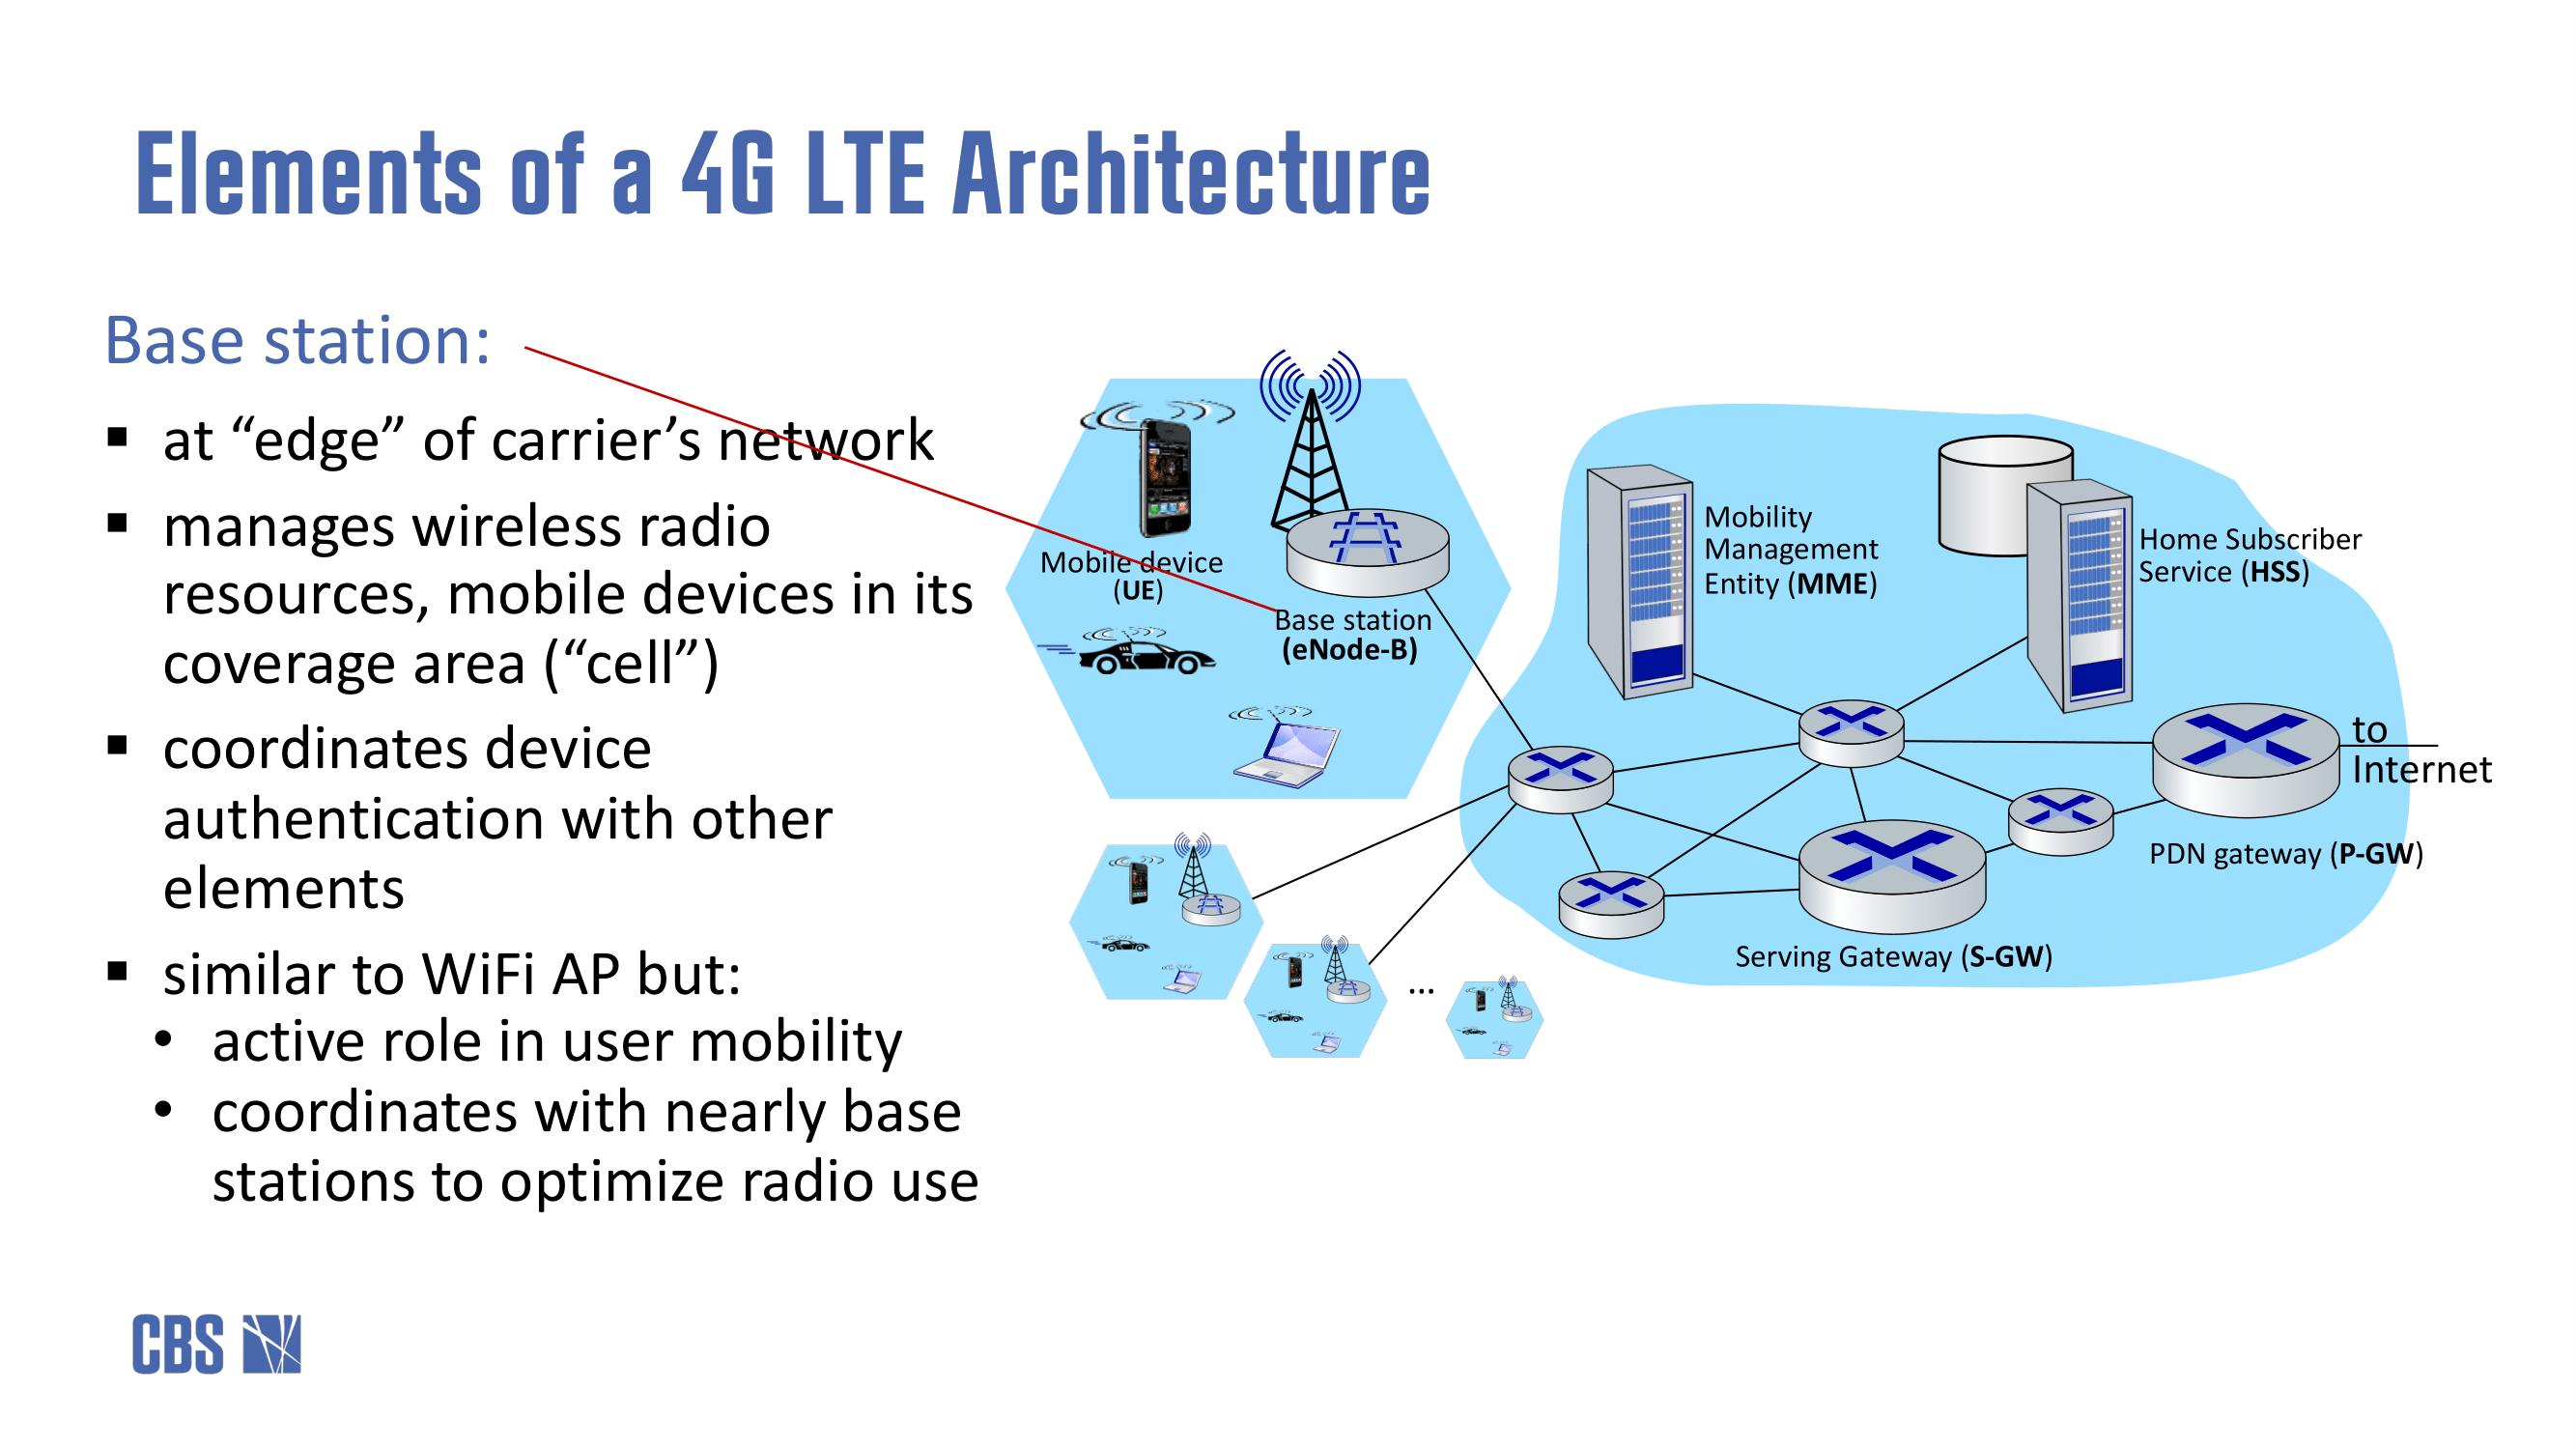 Elements of a 4G LTE Architecture
Base station:
▪ at “edge” of carrier’s network
▪ manages wireless radio
resources, mobile devices in its
coverage area (“cell”)
▪ coordinates device
authentication with other
elements
▪ similar to WiFi AP but:
• active role in user mobility
• coordinates with nearly base
stations to optimize radio use
Mobile device
(UE)
Base station
(eNode-B)
Mobility
Management
Entity (MME)
Home Subscriber
Service (HSS)
to
Internet
PDN gateway (P-GW)
Serving Gateway (S-GW)
...
CBS